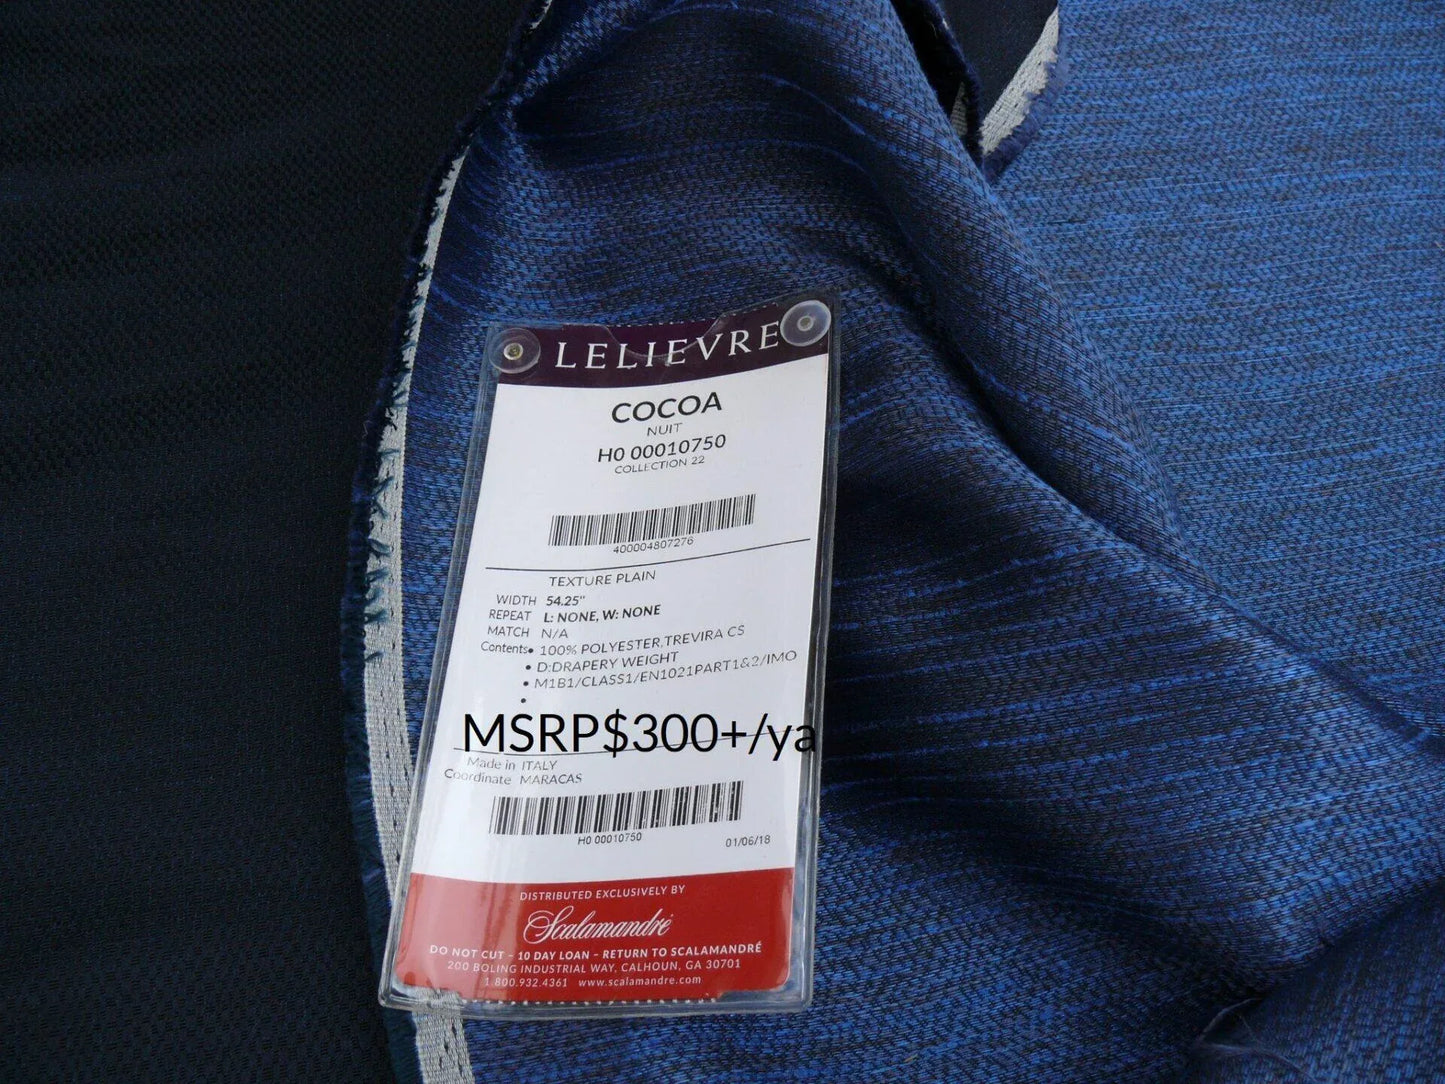 LELIEVRE
COCOA
NUIT
H0 00010750
COLLECTION 22
400004807276
TEXTURE PLAIN
WIDTH 54.25"
REPEAT L: NONE, W: NONE
MATCH N/A
Contents• 100% POLYESTER,TREVIRA CS
• D:DRAPERY WEIGHT
• M1B1/CLASS1/EN1021PART1&2/IMO
•
MSRP$300+/ya
Made in ITALY
Coordinate MARACAS
H0 00010750
01/06/18
DISTRIBUTED EXCLUSIVELY BY
Scalamandré
DO NOT CUT – 10 DAY LOAN – RETURN TO SCALAMANDRÉ
200 BOLING INDUSTRIAL WAY, CALHOUN, GA 30701
1.800.932.4361 www.scalamandre.com